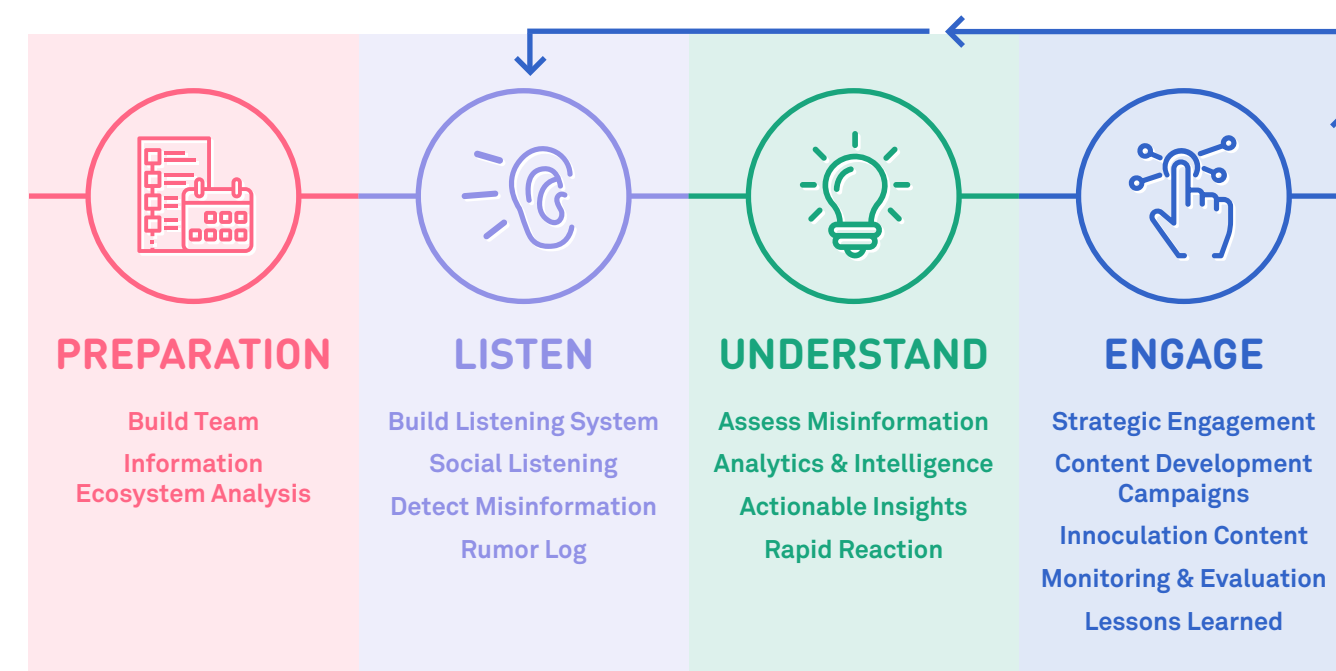 PREPARATION
Build Team
Information
Ecosystem Analysis
LISTEN
Build Listening System
Social Listening
Detect Misinformation
Rumor Log
UNDERSTAND
Assess Misinformation
Analytics & Intelligence
Actionable Insights
Rapid Reaction
ENGAGE
Strategic Engagement
Content Development
Campaigns
Innoculation Content
Monitoring & Evaluation
Lessons Learned